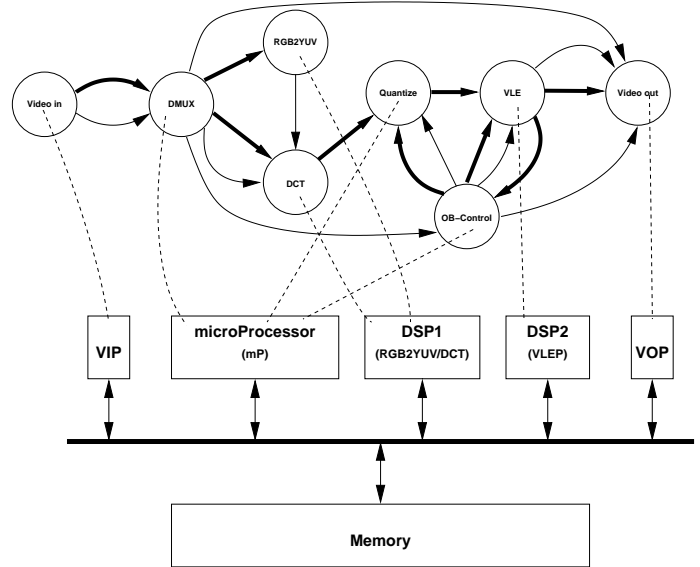 RGB2YUV
Video in
DMUX
Quantize
VLE
Video out
DCT
OB-Control
VIP
microProcessor
(mP)
DSP1
(RGB2YUV/DCT)
DSP2
(VLEP)
VOP
Memory